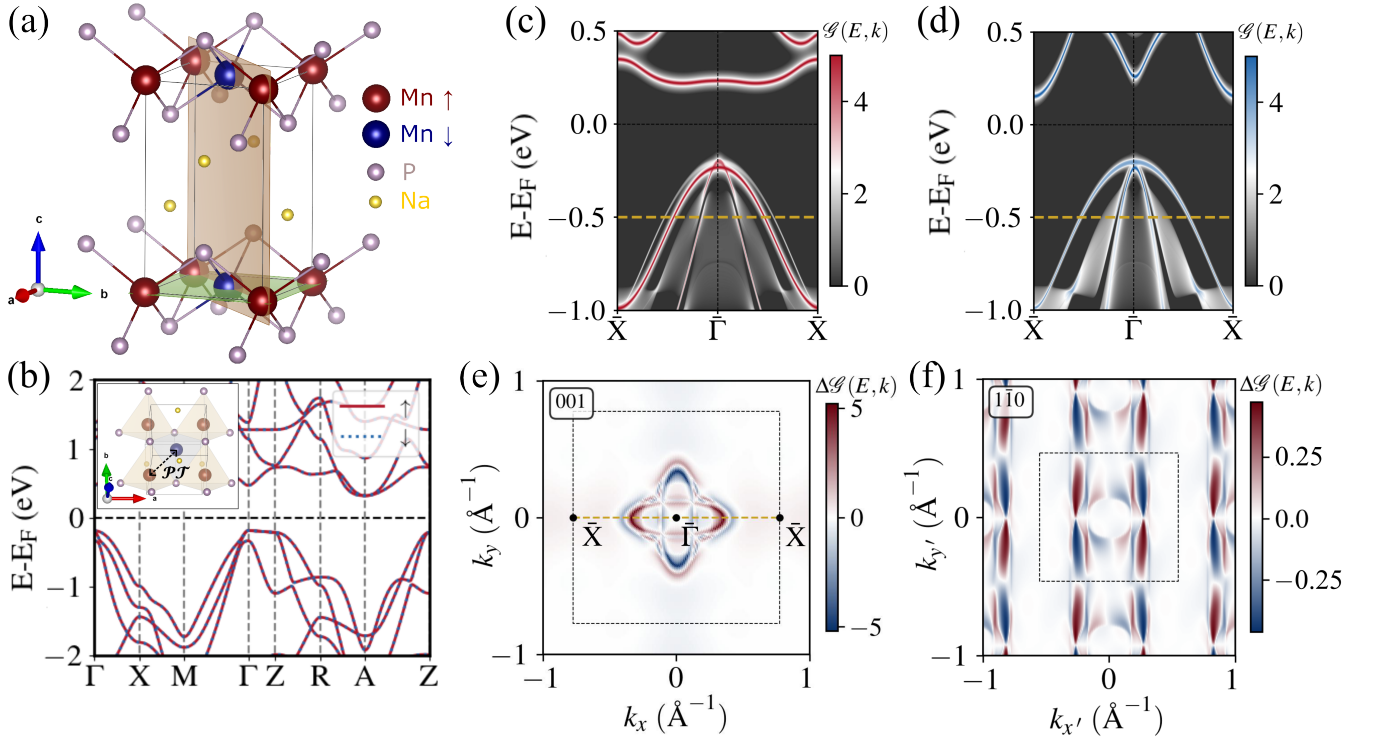 (a)
Mn ↑
Mn ↓
P
Na
c
a
b
(b)
E-E_F (eV)
2
1
0
−1
−2
Γ X M Γ Z R A Z
↑
↓
𝒫𝒯
b
c
a
(c)
𝒢(E, k)
E-E_F (eV)
0.5
0.0
−0.5
−1.0
X̄ Γ̄ X̄
4
2
0
(d)
𝒢(E, k)
E-E_F (eV)
0.5
0.0
−0.5
−1.0
X̄ Γ̄ X̄
4
2
0
(e)
Δ𝒢(E, k)
001
k_y (Å⁻¹)
1
0
−1
X̄ Γ̄ X̄
−1 0 1
k_x (Å⁻¹)
5
0
−5
(f)
Δ𝒢(E, k)
11̄0
k_y′ (Å⁻¹)
1
0
−1
−1 0 1
k_x′ (Å⁻¹)
0.25
0
−0.25